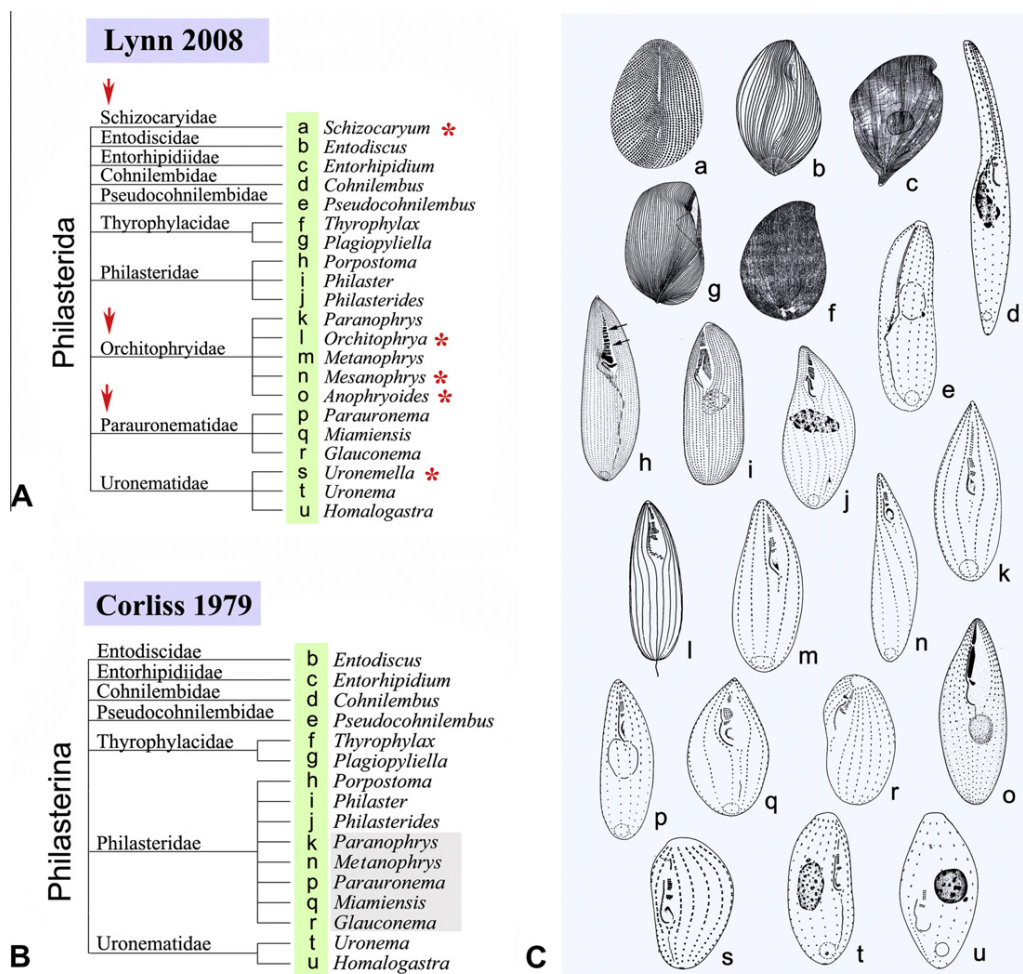 Lynn 2008
Philasterida
Schizocaryidae
a Schizocaryum *
Entodiscidae
b Entodiscus
Entorhipidiidae
c Entorhipidium
Cohnilembidae
d Cohnilembus
Pseudocohnilembidae
e Pseudocohnilembus
Thyrophylacidae
f Thyrophylax
g Plagiopyliella
Philasteridae
h Porpostoma
i Philaster
j Philasterides
Orchitophryidae
k Paranophrys
l Orchitophrya *
m Metanophrys
n Mesanophrys *
o Anophryoides *
Parauronematidae
p Parauronema
q Miamiensis
r Glauconema
Uronematidae
s Uronemella *
t Uronema
u Homalogastra
A
Corliss 1979
Philasterina
Entodiscidae
b Entodiscus
Entorhipidiidae
c Entorhipidium
Cohnilembidae
d Cohnilembus
Pseudocohnilembidae
e Pseudocohnilembus
Thyrophylacidae
f Thyrophylax
g Plagiopyliella
Philasteridae
h Porpostoma
i Philaster
j Philasterides
k Paranophrys
n Metanophrys
p Parauronema
q Miamiensis
r Glauconema
Uronematidae
t Uronema
u Homalogastra
B
a b c
d
g f
e
h i j
k
l m n
o
p q r
s t u
C